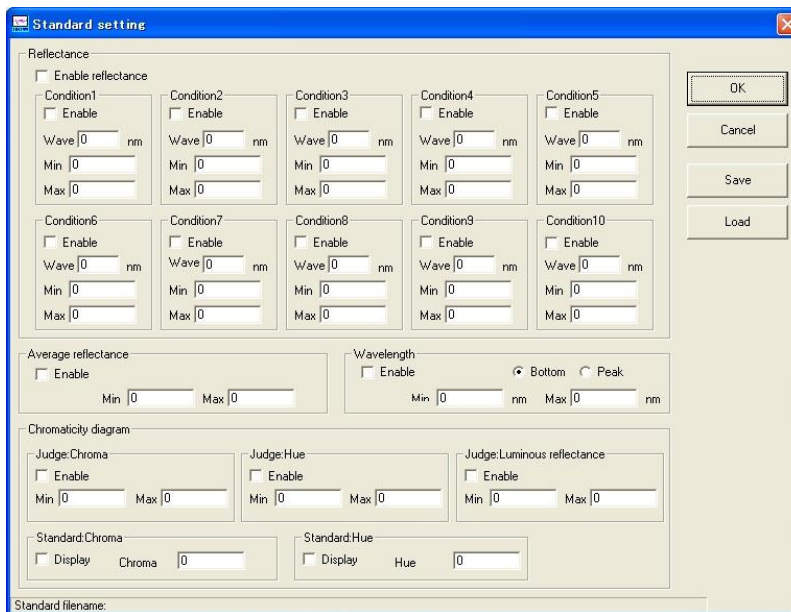 Standard setting
Reflectance
Enable reflectance
Condition1 Condition2 Condition3 Condition4 Condition5
Enable Enable Enable Enable Enable
Wave 0 nm Wave 0 nm Wave 0 nm Wave 0 nm Wave 0 nm
Min 0 Min 0 Min 0 Min 0 Min 0
Max 0 Max 0 Max 0 Max 0 Max 0
Condition6 Condition7 Condition8 Condition9 Condition10
Enable Enable Enable Enable Enable
Wave 0 nm Wave 0 nm Wave 0 nm Wave 0 nm Wave 0 nm
Min 0 Min 0 Min 0 Min 0 Min 0
Max 0 Max 0 Max 0 Max 0 Max 0
OK
Cancel
Save
Load
Average reflectance
Enable
Min 0 Max 0
Wavelength
Enable Bottom Peak
Min 0 nm Max 0 nm
Chromaticity diagram
Judge:Chroma Judge:Hue Judge:Luminous reflectance
Enable Enable Enable
Min 0 Max 0 Min 0 Max 0 Min 0 Max 0
Standard:Chroma Standard:Hue
Display Chroma 0 Display Hue 0
Standard filename: